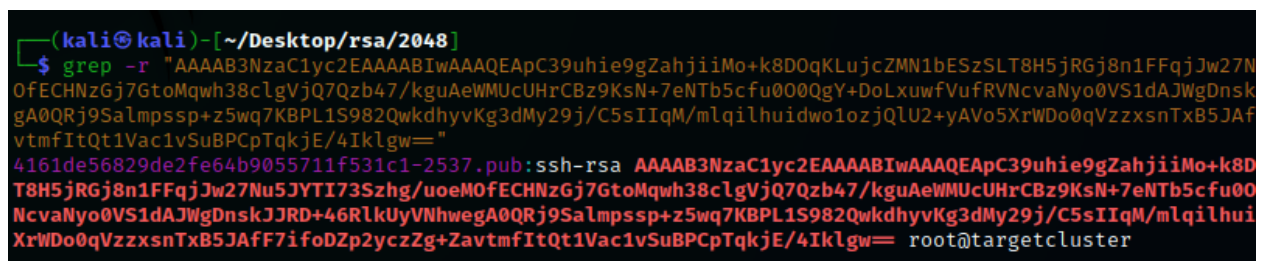 ┌──(kali㉿kali)-[~/Desktop/rsa/2048]
└─$ grep -r "AAAAB3NzaC1yc2EAAAABIwAAAQEApC39uhie9gZahjiiMo+k8DOqKLujcZMN1bESzSLT8H5jRGj8n1FFqjJw27N
OfECHNzGj7GtoMqwh38clgVjQ7Qzb47/kguAeWMUcUHrCBz9KsN+7eNTb5cfu0O0QgY+DoLxuwfVufRVNcvaNyo0VS1dAJWgDnsk
gA0QRj9Salmpssp+z5wq7KBPL1S982QwkdhyvKg3dMy29j/C5sIIqM/mlqilhuidwo1ozjQlU2+yAVo5XrWDo0qVzzxsnTxB5JAf
vtmfItQt1Vac1vSuBPCpTqkjE/4Iklgw=="
4161de56829de2fe64b9055711f531c1-2537.pub:ssh-rsa AAAAB3NzaC1yc2EAAAABIwAAAQEApC39uhie9gZahjiiMo+k8D
T8H5jRGj8n1FFqjJw27Nu5JYTI73Szhg/uoeMOfECHNzGj7GtoMqwh38clgVjQ7Qzb47/kguAeWMUcUHrCBz9KsN+7eNTb5cfu0O
NcvaNyo0VS1dAJWgDnskJJRD+46RlkUyVNhwegA0QRj9Salmpssp+z5wq7KBPL1S982QwkdhyvKg3dMy29j/C5sIIqM/mlqilhui
XrWDo0qVzzxsnTxB5JAfF7ifoDZp2yczZg+ZavtmfItQt1Vac1vSuBPCpTqkjE/4Iklgw== root@targetcluster